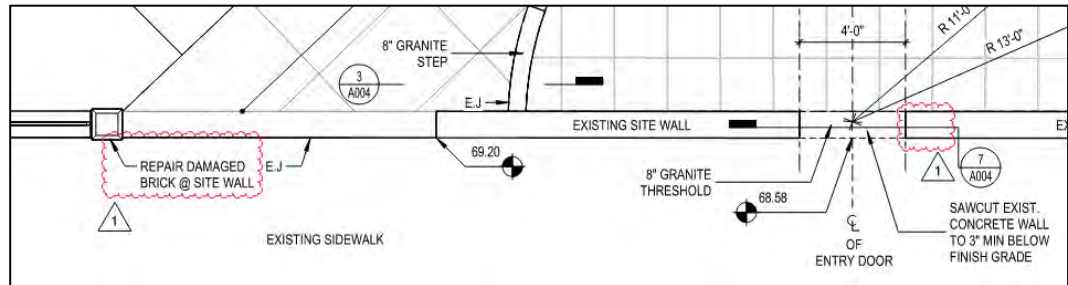 8" GRANITE
STEP
3
A004
E.J
4'-0"
R 11'-0
R 13'-0"
EXISTING SITE WALL
REPAIR DAMAGED
BRICK @ SITE WALL
E.J
1
69.20
8" GRANITE
THRESHOLD
68.58
EXISTING SIDEWALK
℄
OF
ENTRY DOOR
1
7
A004
SAWCUT EXIST.
CONCRETE WALL
TO 3" MIN BELOW
FINISH GRADE